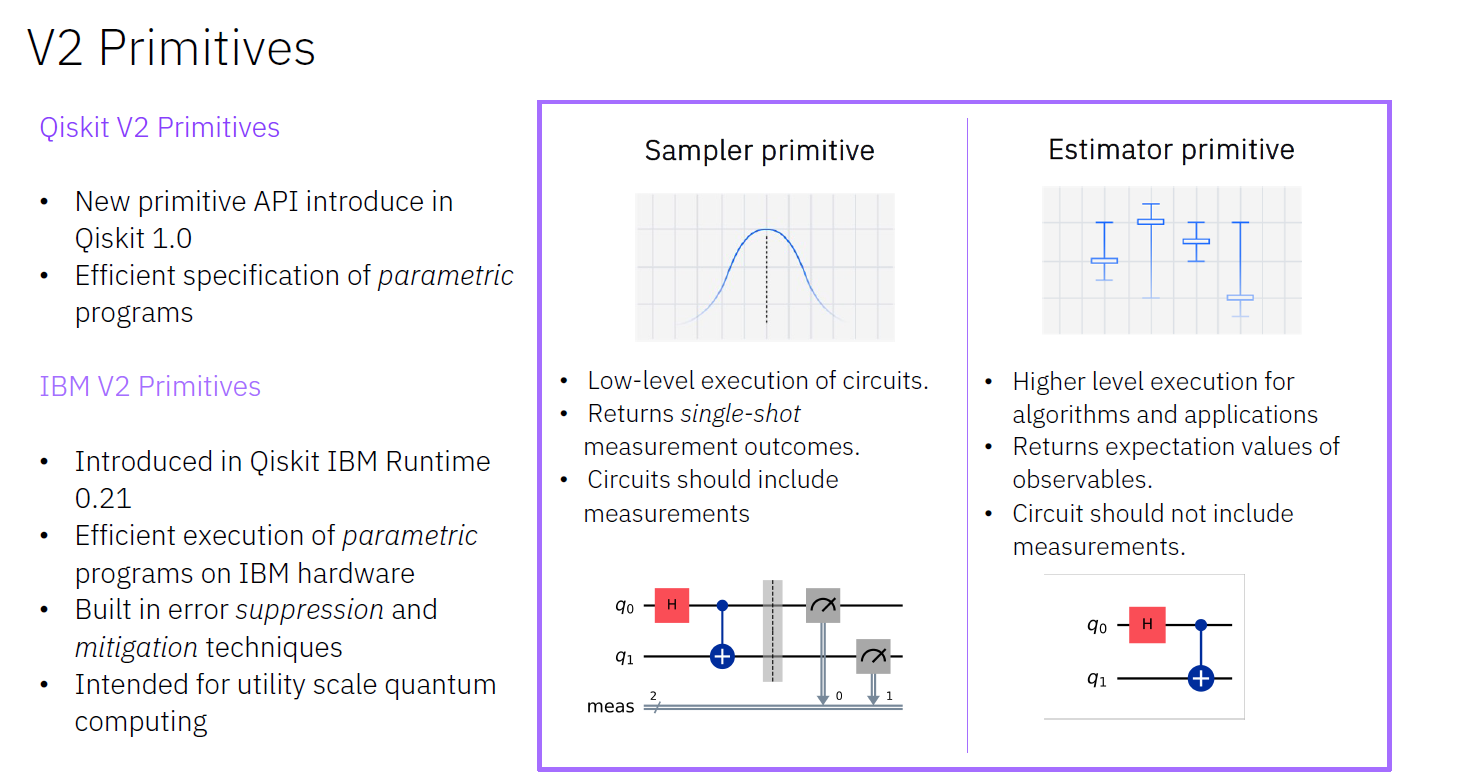 V2 Primitives
Qiskit V2 Primitives
• New primitive API introduce in
Qiskit 1.0
• Efficient specification of parametric
programs
IBM V2 Primitives
• Introduced in Qiskit IBM Runtime
0.21
• Efficient execution of parametric
programs on IBM hardware
• Built in error suppression and
mitigation techniques
• Intended for utility scale quantum
computing
Sampler primitive
• Low-level execution of circuits.
• Returns single-shot
measurement outcomes.
• Circuits should include
measurements
q0 H
q1
meas 2 0 1
Estimator primitive
• Higher level execution for
algorithms and applications
• Returns expectation values of
observables.
• Circuit should not include
measurements.
q0 H
q1